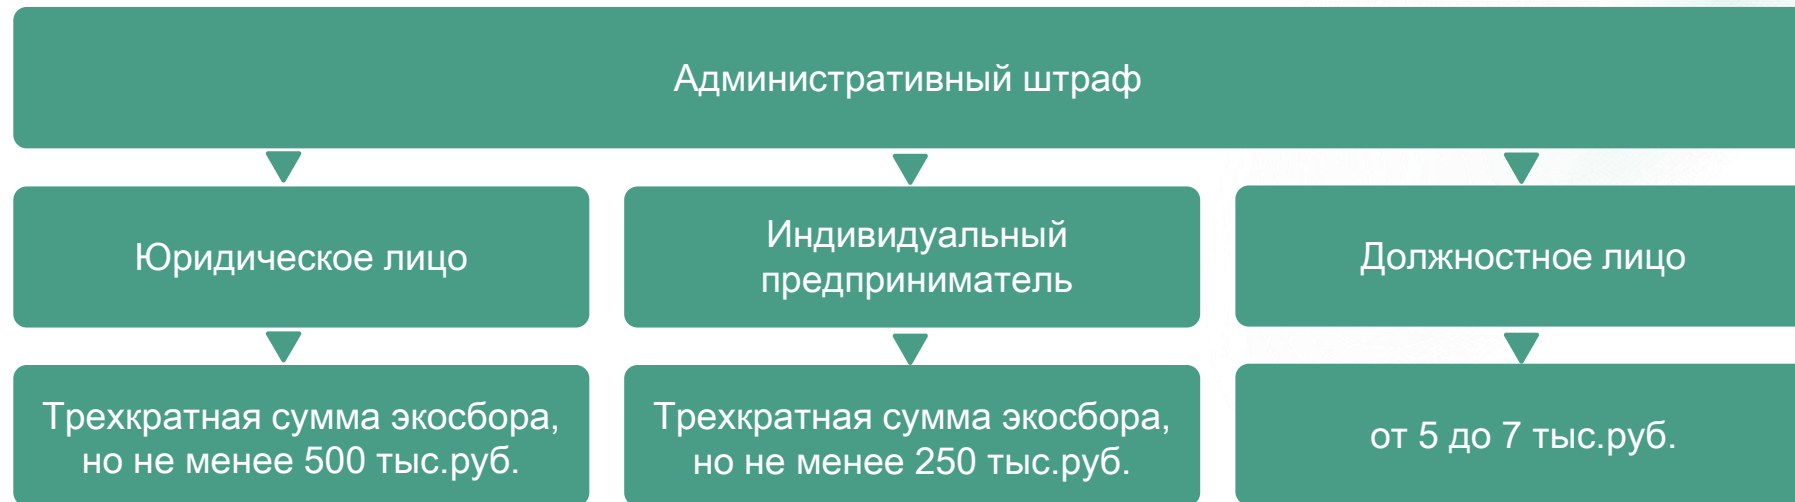 Административный штраф
Юридическое лицо
Индивидуальный
предприниматель
Должностное лицо
Трехкратная сумма экосбора,
но не менее 500 тыс.руб.
Трехкратная сумма экосбора,
но не менее 250 тыс.руб.
от 5 до 7 тыс.руб.